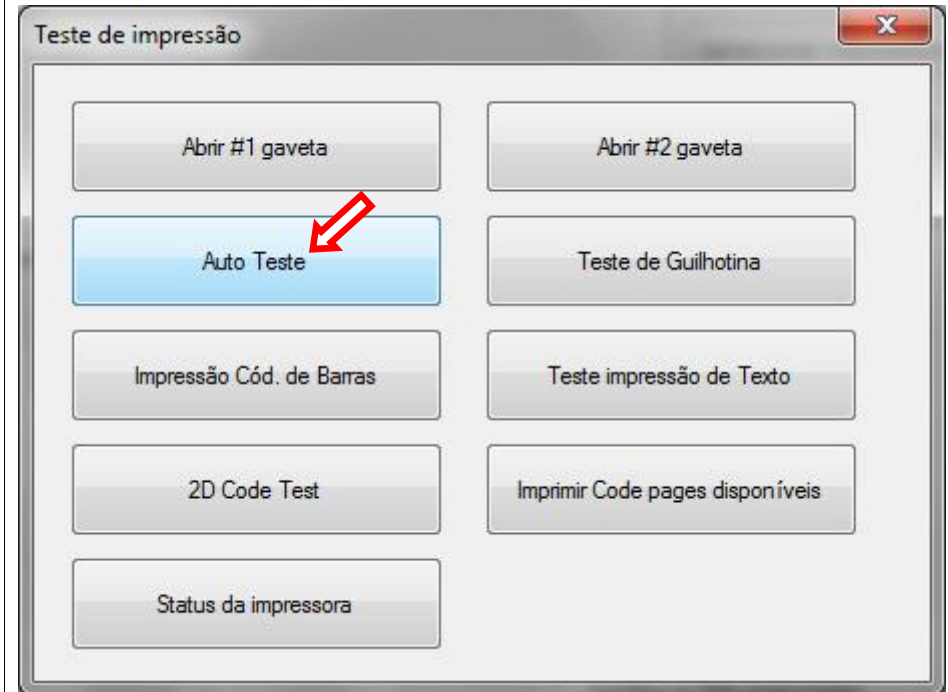 Teste de impressão
Abrir #1 gaveta
Abrir #2 gaveta
Auto Teste
Teste de Guilhotina
Impressão Cód. de Barras
Teste impressão de Texto
2D Code Test
Imprimir Code pages disponíveis
Status da impressora